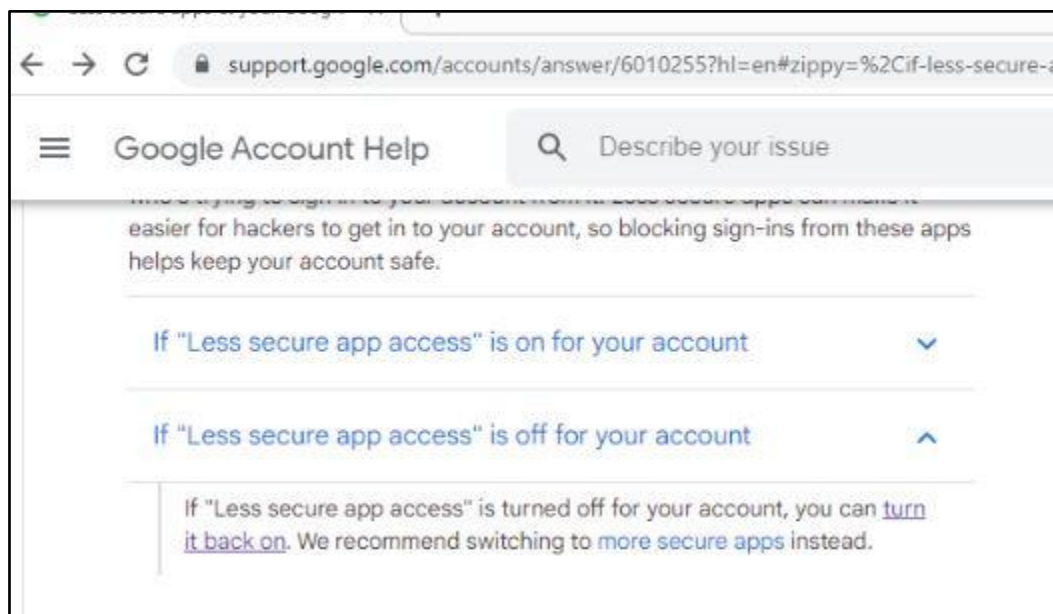 support.google.com/accounts/answer/6010255?hl=en#zippy=%2Cif-less-secure-a
Google Account Help
Describe your issue
easier for hackers to get in to your account, so blocking sign-ins from these apps
helps keep your account safe.
If "Less secure app access" is on for your account
If "Less secure app access" is off for your account
If "Less secure app access" is turned off for your account, you can turn
it back on. We recommend switching to more secure apps instead.